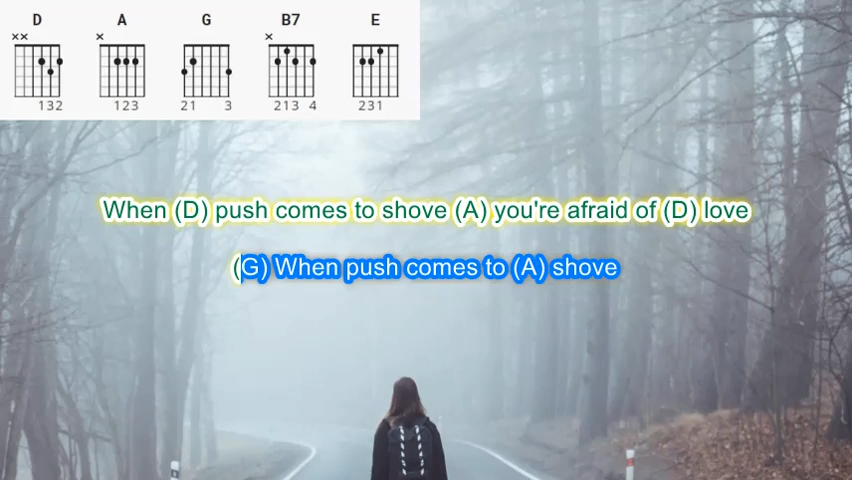 D A G B7 E
xx x x
132 123 21 3 213 4 231
When (D) push comes to shove (A) you're afraid of (D) love
(G) When push comes to (A) shove